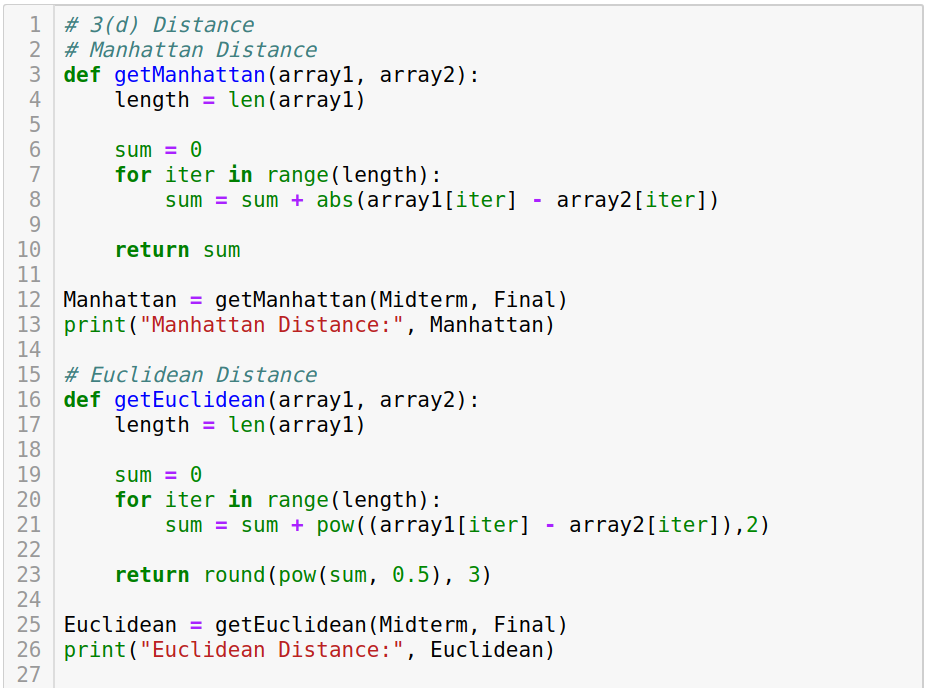 1 # 3(d) Distance
2 # Manhattan Distance
3 def getManhattan(array1, array2):
4     length = len(array1)
5
6     sum = 0
7     for iter in range(length):
8         sum = sum + abs(array1[iter] - array2[iter])
9
10     return sum
11
12 Manhattan = getManhattan(Midterm, Final)
13 print("Manhattan Distance:", Manhattan)
14
15 # Euclidean Distance
16 def getEuclidean(array1, array2):
17     length = len(array1)
18
19     sum = 0
20     for iter in range(length):
21         sum = sum + pow((array1[iter] - array2[iter]),2)
22
23     return round(pow(sum, 0.5), 3)
24
25 Euclidean = getEuclidean(Midterm, Final)
26 print("Euclidean Distance:", Euclidean)
27